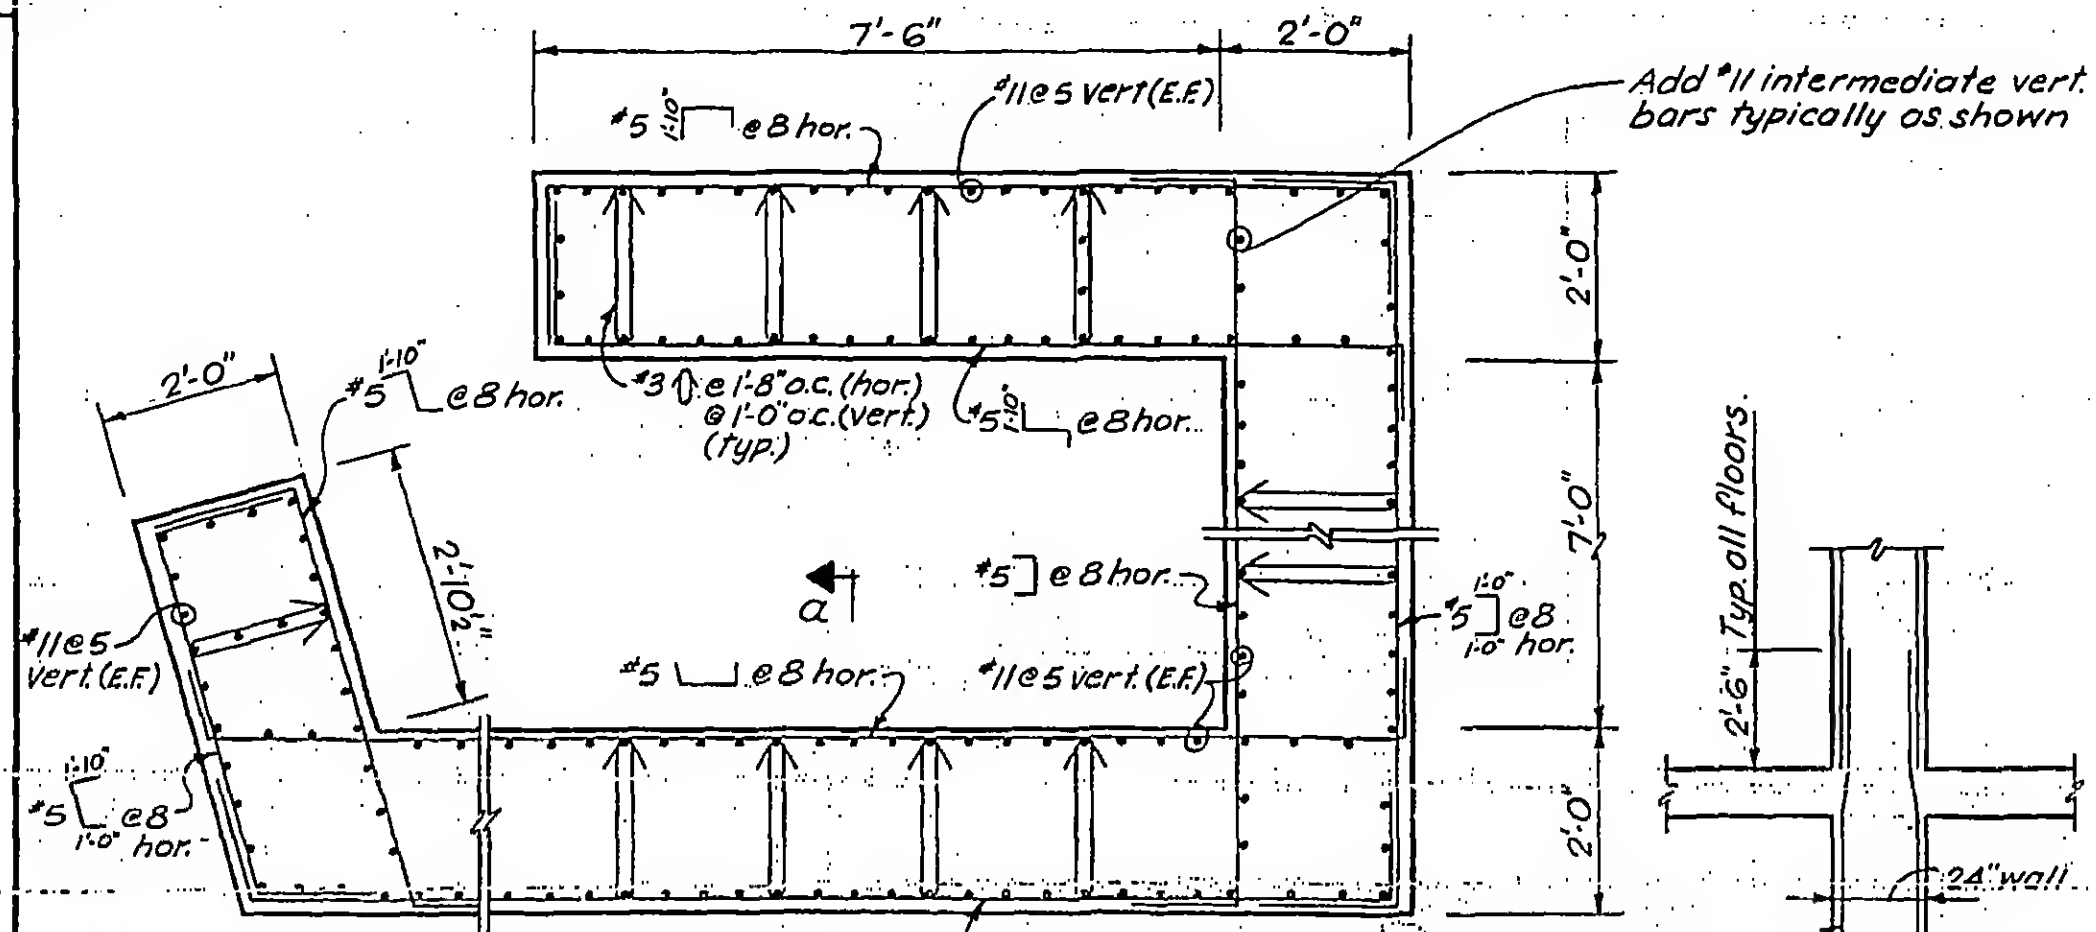 7'-6"
2'-0"
#11@5 vert(E.F.)
Add #11 intermediate vert.
bars typically as shown
#5 1'-10" @8 hor.
2'-0"
2'-0"
#5 1'-10" @8 hor.
#3 @ 1'-8" o.c. (hor.)
@ 1'-0" o.c. (vert.)
(typ.)
#5 1'-10" @8 hor.
2'-10½"
7'-0"
2'-6" Typ. all floors.
a
#5 @8 hor.
#5 1'-0" @8
1'-0" hor.
#11@5
vert.(E.F.)
#5 @8 hor.
#11@5 vert.(E.F.)
1'-10"
#5 @8
1'-0" hor.
2'-0"
24" wall